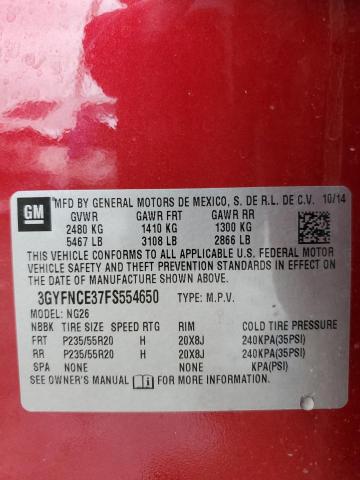 GM
MFD BY GENERAL MOTORS DE MEXICO, S. DE R.L. DE C.V. 10/14
GVWR GAWR FRT GAWR RR
2480 KG 1410 KG 1300 KG
5467 LB 3108 LB 2866 LB
THIS VEHICLE CONFORMS TO ALL APPLICABLE U.S. FEDERAL MOTOR
VEHICLE SAFETY AND THEFT PREVENTION STANDARDS IN EFFECT ON
THE DATE OF MANUFACTURE SHOWN ABOVE.
3GYFNCE37FS554650 TYPE: M.P.V.
MODEL: NG26
NBBK TIRE SIZE SPEED RTG RIM COLD TIRE PRESSURE
FRT P235/55R20 20X8J 240KPA(35PSI)
RR P235/55R20 20X8J 240KPA(35PSI)
SPA NONE NONE KPA(PSI)
SEE OWNER'S MANUAL FOR MORE INFORMATION.